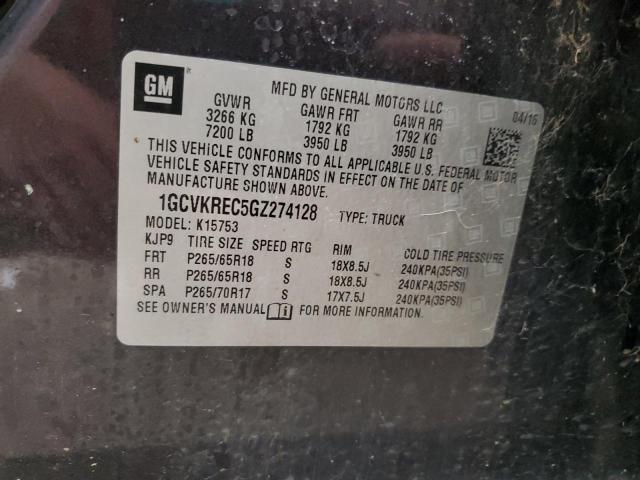 GM
MFD BY GENERAL MOTORS LLC
04/16
GVWR GAWR FRT GAWR RR
3266 KG 1792 KG 1792 KG
7200 LB 3950 LB 3950 LB
THIS VEHICLE CONFORMS TO ALL APPLICABLE U.S. FEDERAL MOTOR
VEHICLE SAFETY STANDARDS IN EFFECT ON THE DATE OF
MANUFACTURE SHOWN ABOVE.
1GCVKREC5GZ274128 TYPE: TRUCK
MODEL: K15753
KJP9 TIRE SIZE SPEED RTG RIM COLD TIRE PRESSURE
FRT P265/65R18 S 18X8.5J 240KPA(35PSI)
RR P265/65R18 S 18X8.5J 240KPA(35PSI)
SPA P265/70R17 S 17X7.5J 240KPA(35PSI)
SEE OWNER'S MANUAL i FOR MORE INFORMATION.